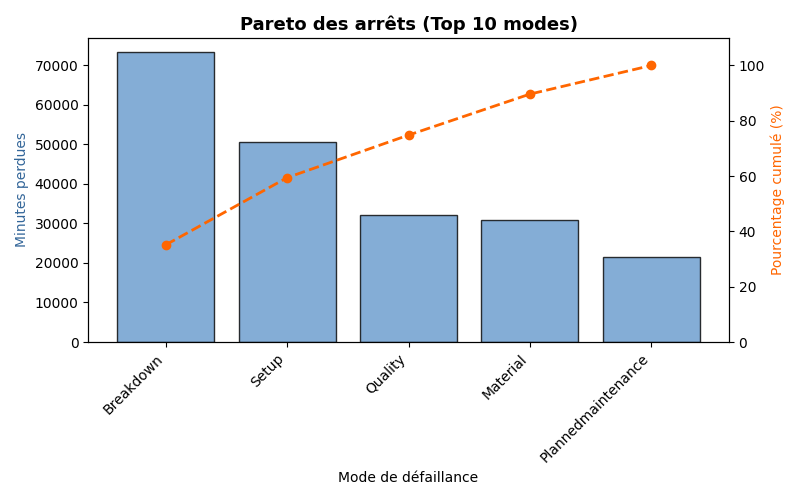 Pareto des arrêts (Top 10 modes)
Minutes perdues
70000
60000
50000
40000
30000
20000
10000
0
100
80
60
40
20
0
Pourcentage cumulé (%)
Breakdown
Setup
Quality
Material
Plannedmaintenance
Mode de défaillance